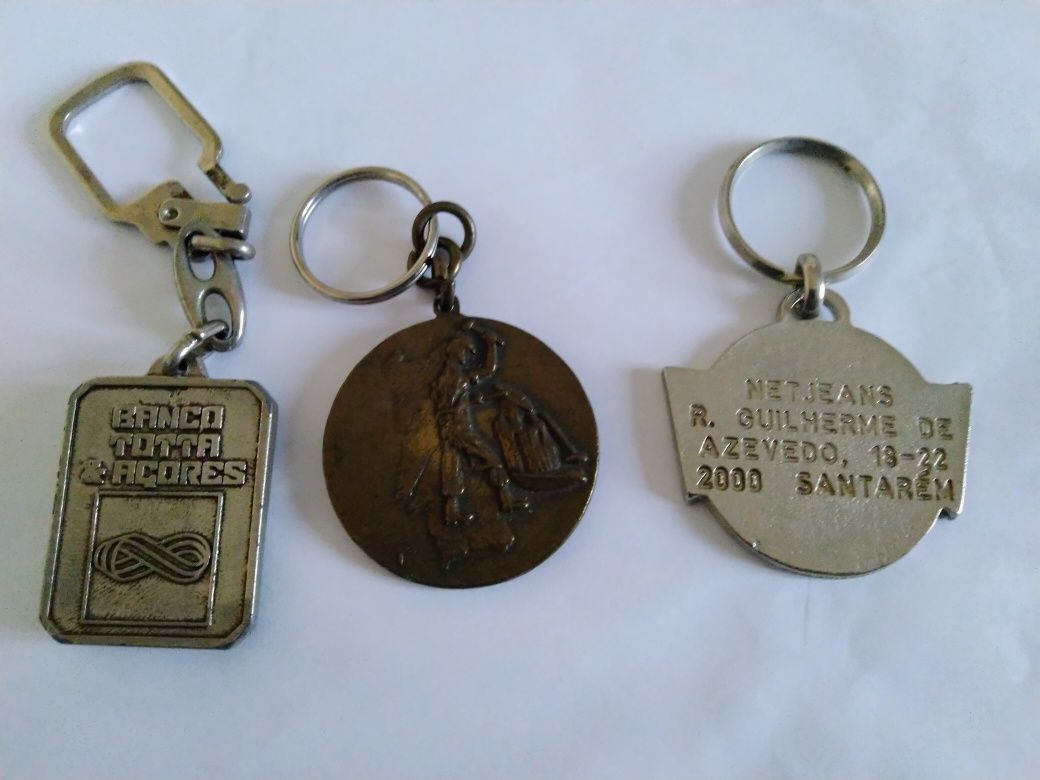 BANCO
TOTTA
& AÇORES
NETJEANS
R. GUILHERME DE
AZEVEDO, 18-22
2000 SANTARÉM